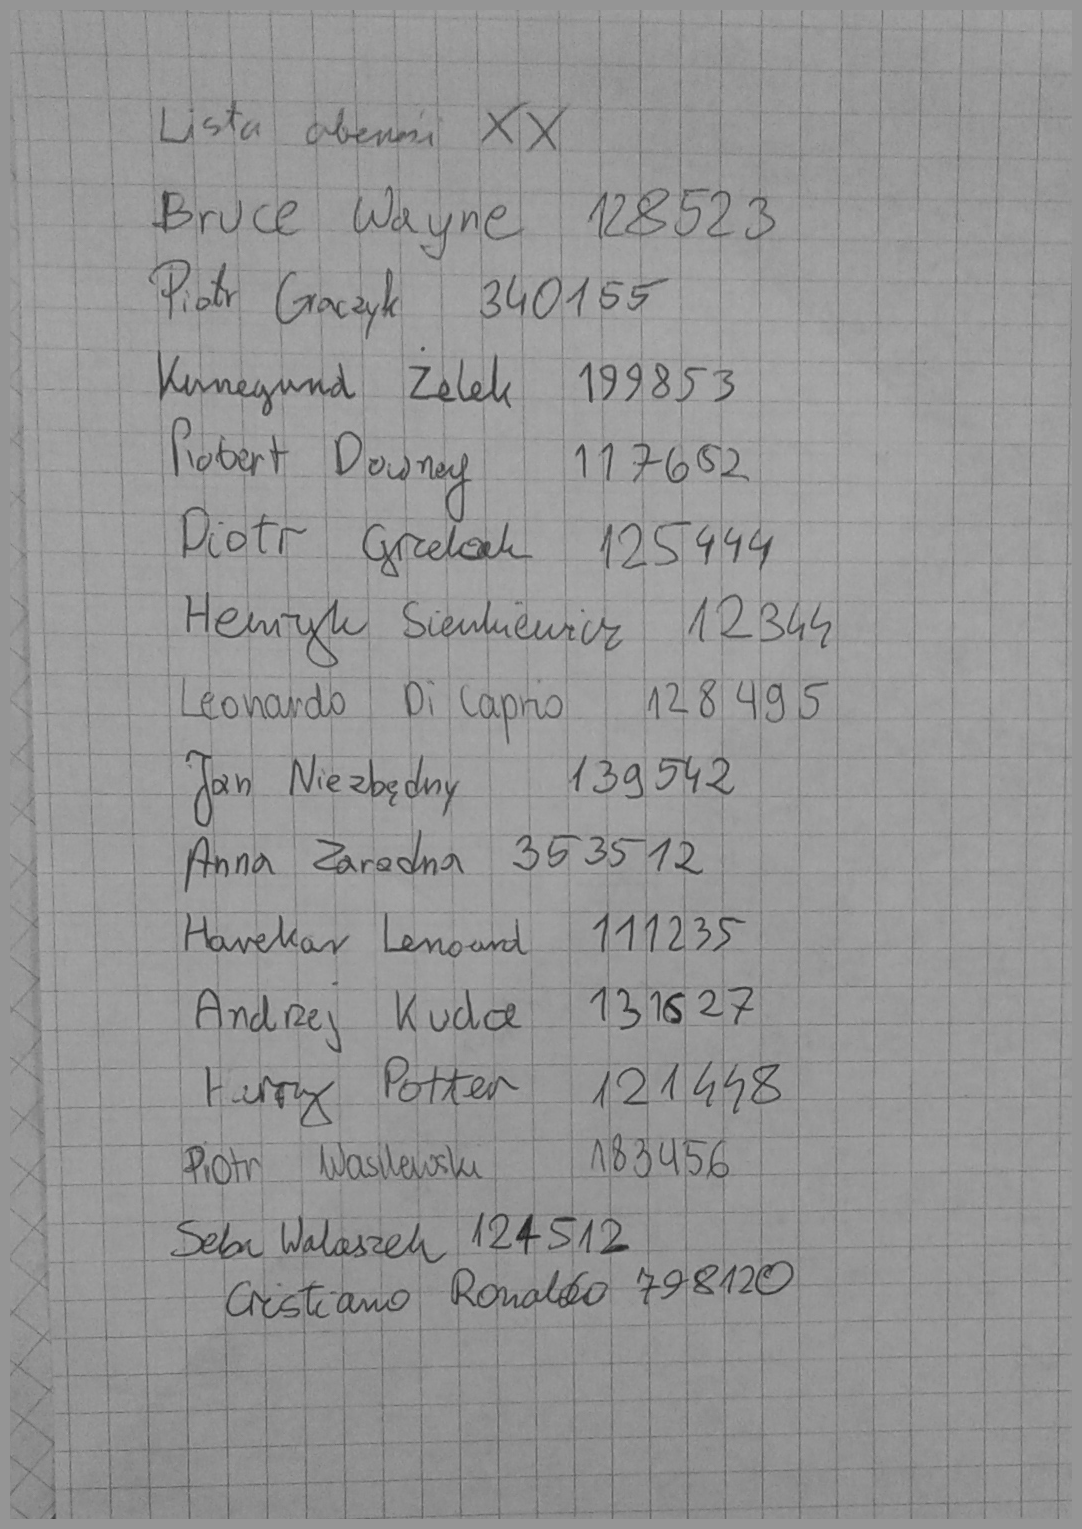 Lista obecności XX
Bruce Wayne 128523
Piotr Graczyk 340155
Kunegund Żelek 199853
Robert Downey 117652
Piotr Grzelak 125444
Henryk Sienkiewicz 12344
Leonardo Di Caprio 128495
Jan Niezbędny 139542
Anna Zaradna 353512
Harekar Lenoard 111235
Andrzej Kudoe 131627
Harry Potter 121448
Piotr Wasilewski 183456
Seba Walaszek 124512
Cristiano Ronaldo 798120